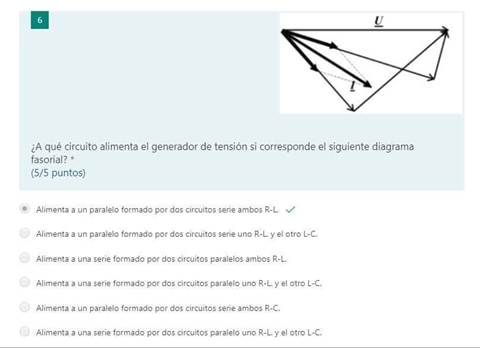 6
U
I
¿A qué circuito alimenta el generador de tensión si corresponde el siguiente diagrama
fasorial? *
(5/5 puntos)
Alimenta a un paralelo formado por dos circuitos serie ambos R-L.
Alimenta a un paralelo formado por dos circuitos serie uno R-L. y el otro L-C.
Alimenta a una serie formado por dos circuitos paralelos ambos R-L.
Alimenta a una serie formado por dos circuitos paralelo uno R-L. y el otro L-C.
Alimenta a un paralelo formado por dos circuitos serie ambos R-C.
Alimenta a una serie formado por dos circuitos paralelo uno R-L. y el otro L-C.